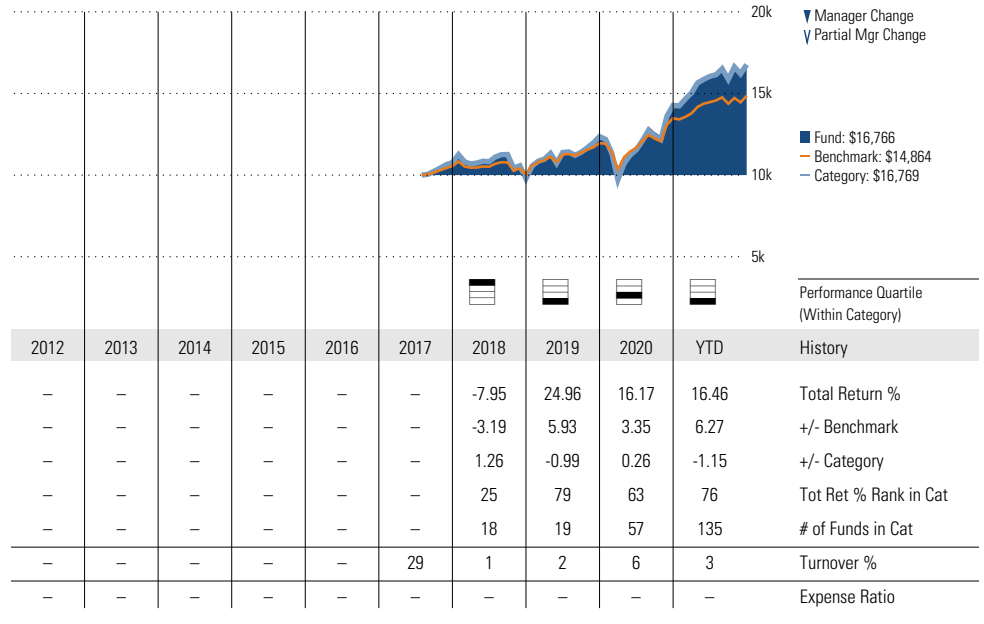 20k
15k
10k
5k
Manager Change
Partial Mgr Change
Fund: $16,766
Benchmark: $14,864
Category: $16,769
Performance Quartile
(Within Category)
2012 2013 2014 2015 2016 2017 2018 2019 2020 YTD History
– – – – – – -7.95 24.96 16.17 16.46 Total Return %
– – – – – – -3.19 5.93 3.35 6.27 +/- Benchmark
– – – – – – 1.26 -0.99 0.26 -1.15 +/- Category
– – – – – – 25 79 63 76 Tot Ret % Rank in Cat
– – – – – – 18 19 57 135 # of Funds in Cat
– – – – – 29 1 2 6 3 Turnover %
– – – – – – – – – – Expense Ratio